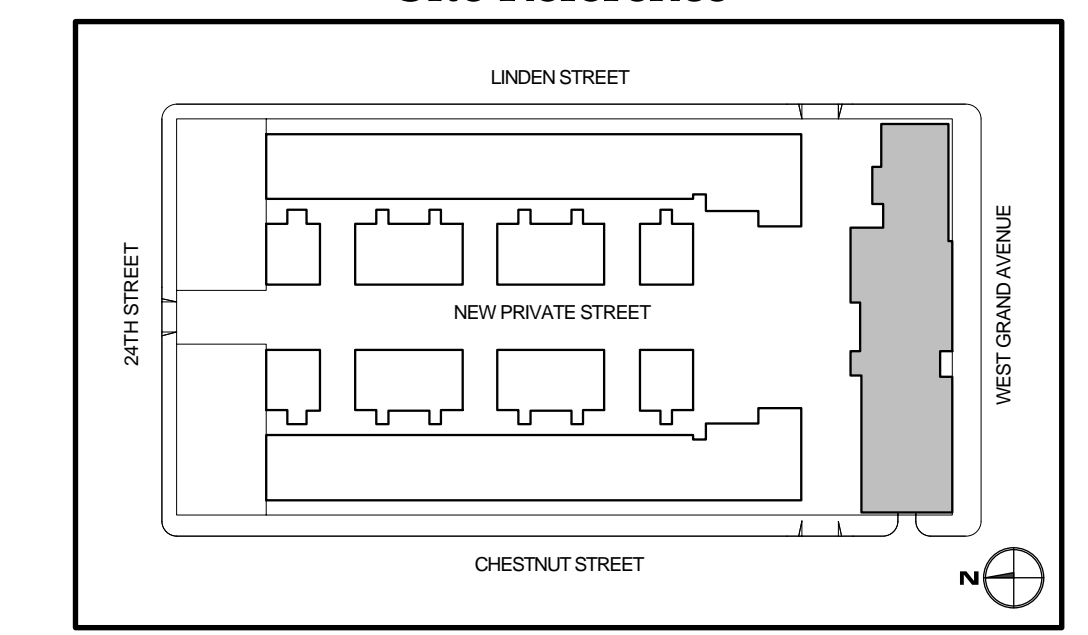 LINDEN STREET
24TH STREET
NEW PRIVATE STREET
WEST GRAND AVENUE
CHESTNUT STREET
N